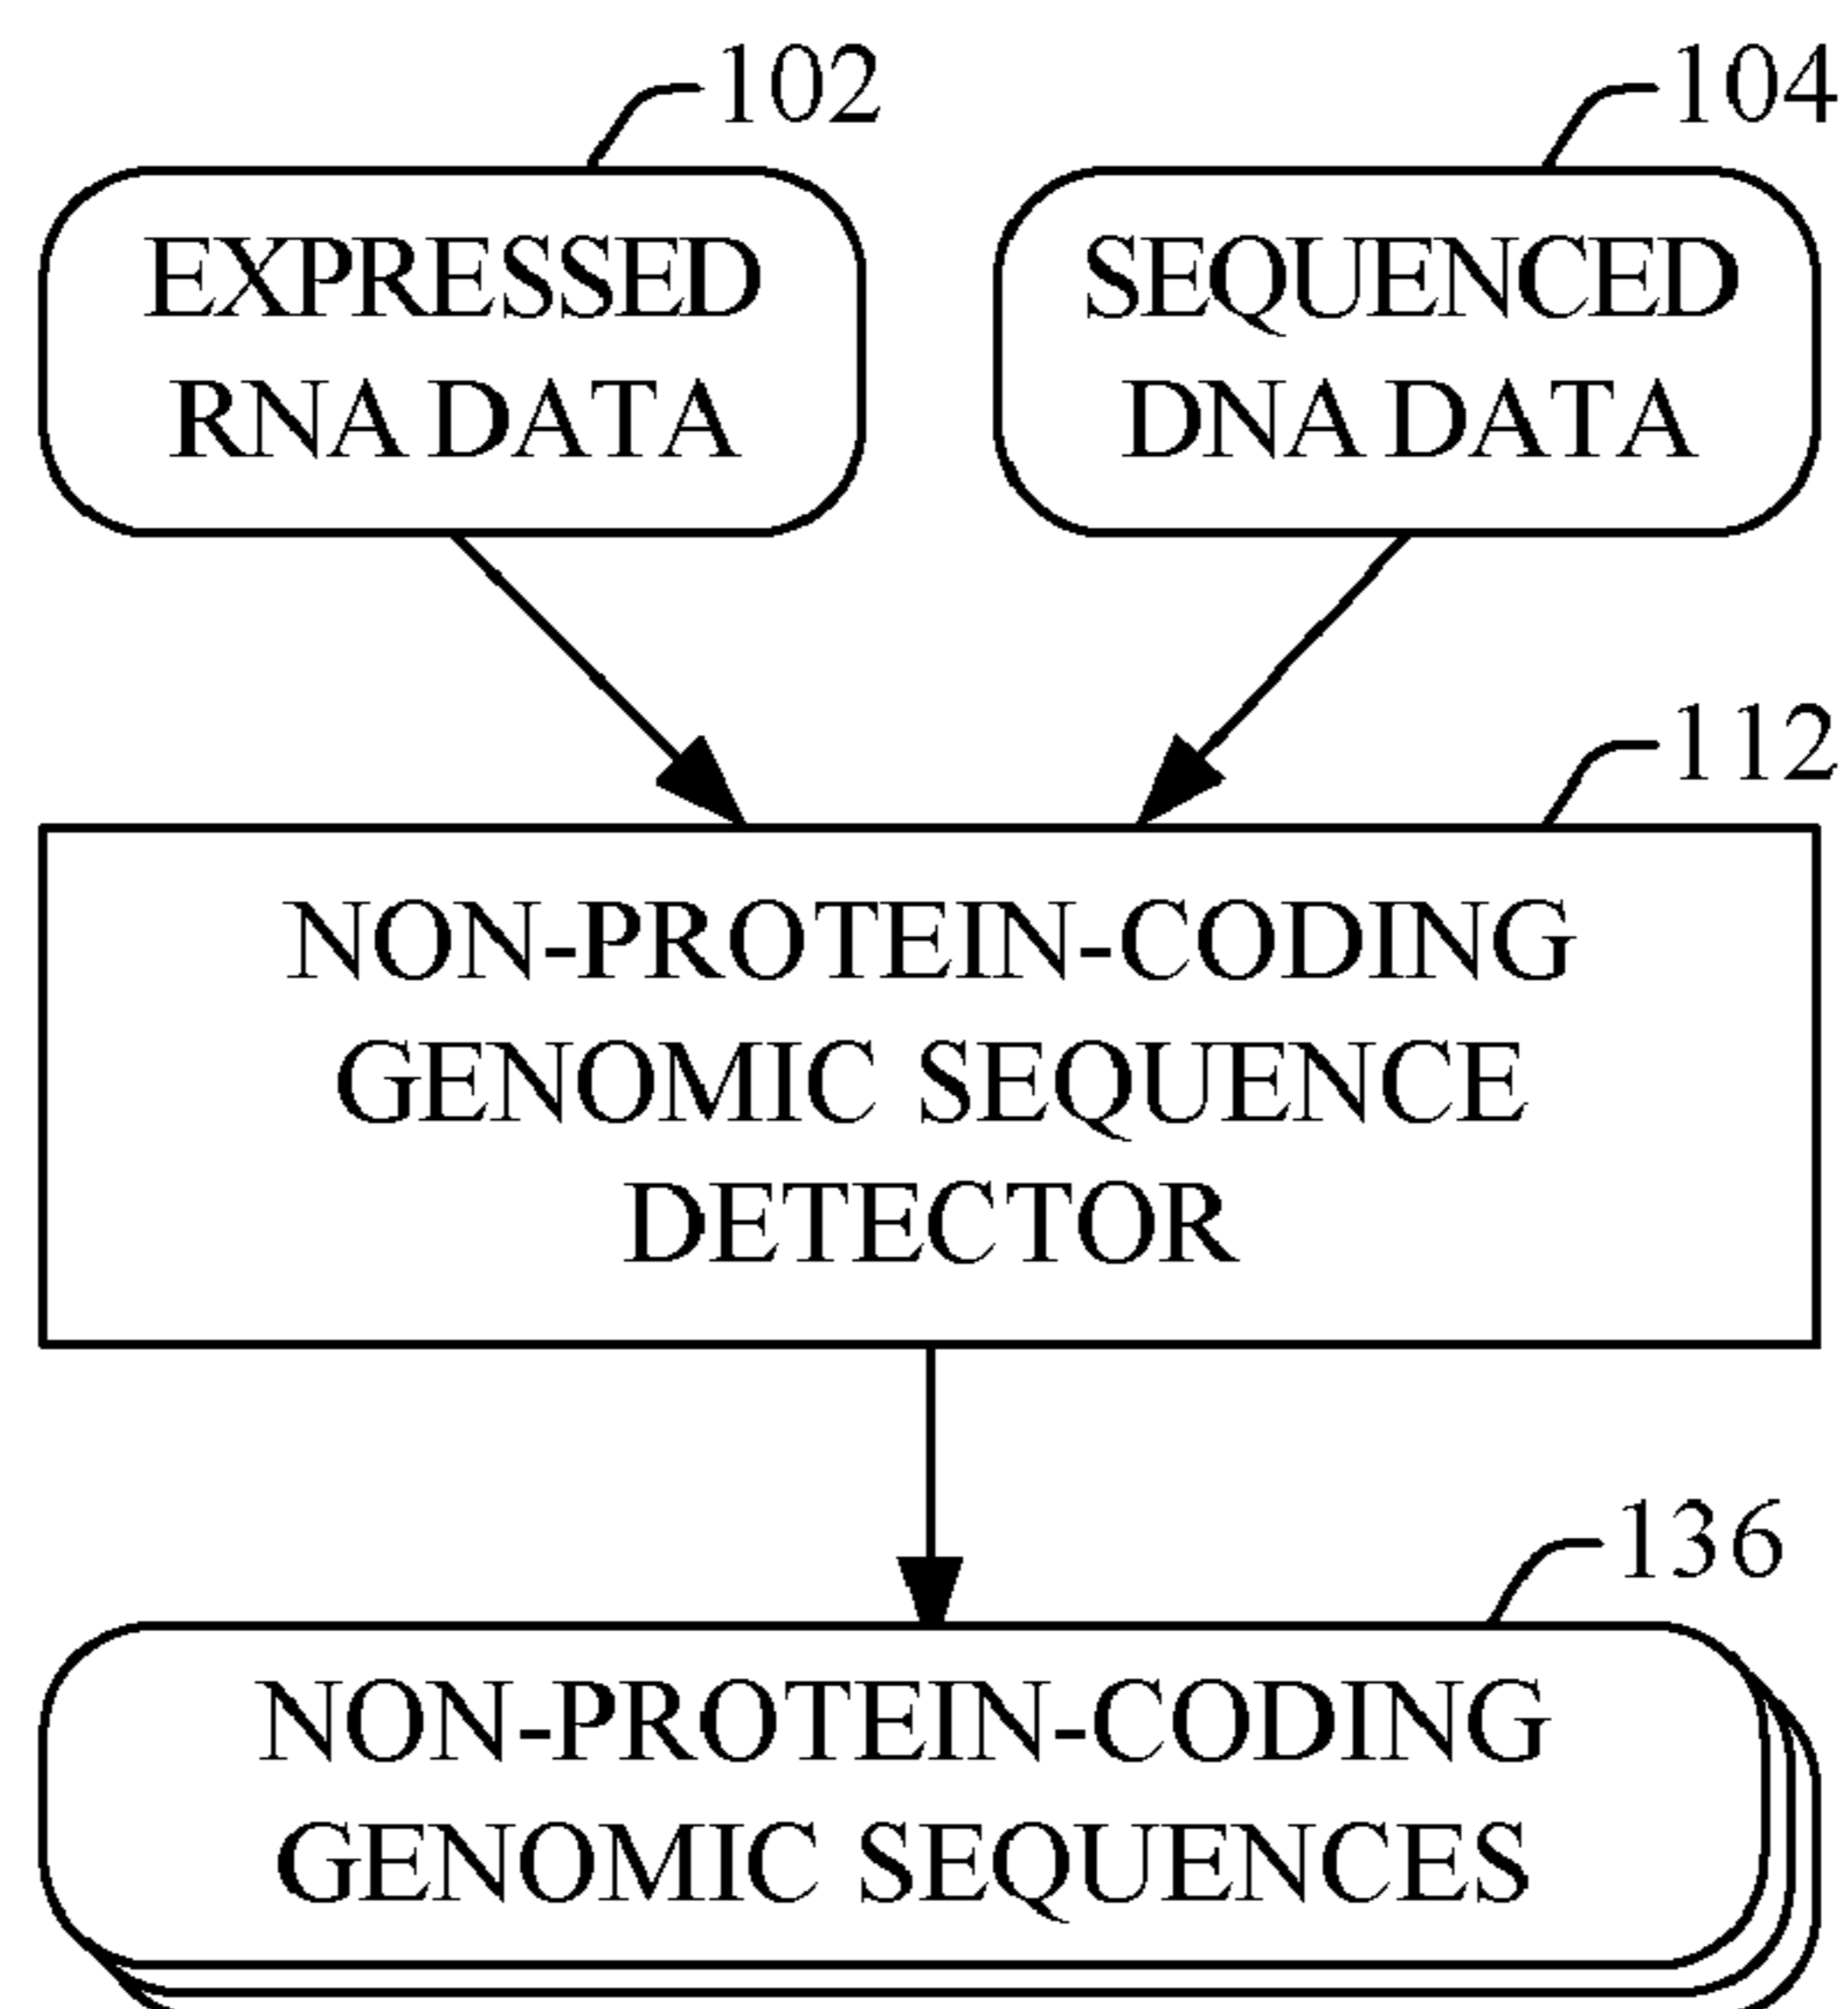 102
104
EXPRESSED
RNA DATA
SEQUENCED
DNA DATA
112
NON-PROTEIN-CODING
GENOMIC SEQUENCE
DETECTOR
136
NON-PROTEIN-CODING
GENOMIC SEQUENCES